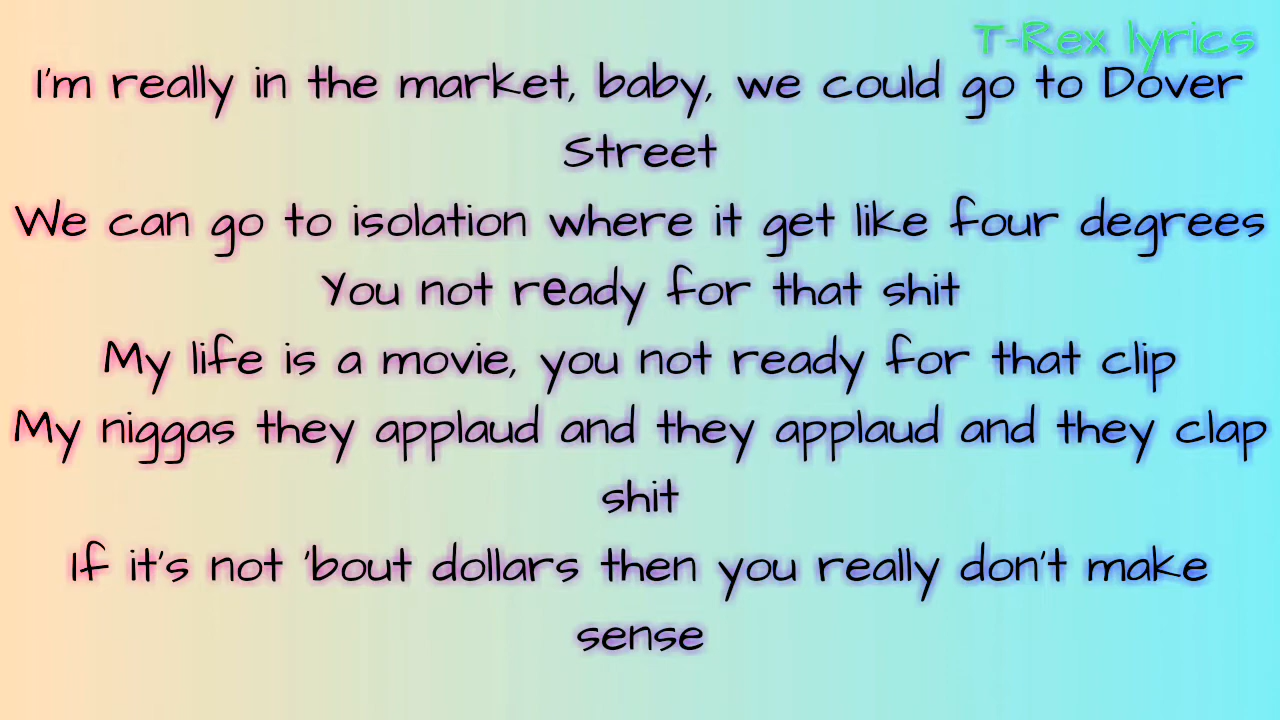 T-Rex lyrics
I'm really in the market, baby, we could go to Dover
Street
We can go to isolation where it get like four degrees
You not ready for that shit
My life is a movie, you not ready for that clip
My niggas they applaud and they applaud and they clap
shit
If it's not 'bout dollars then you really don't make
sense